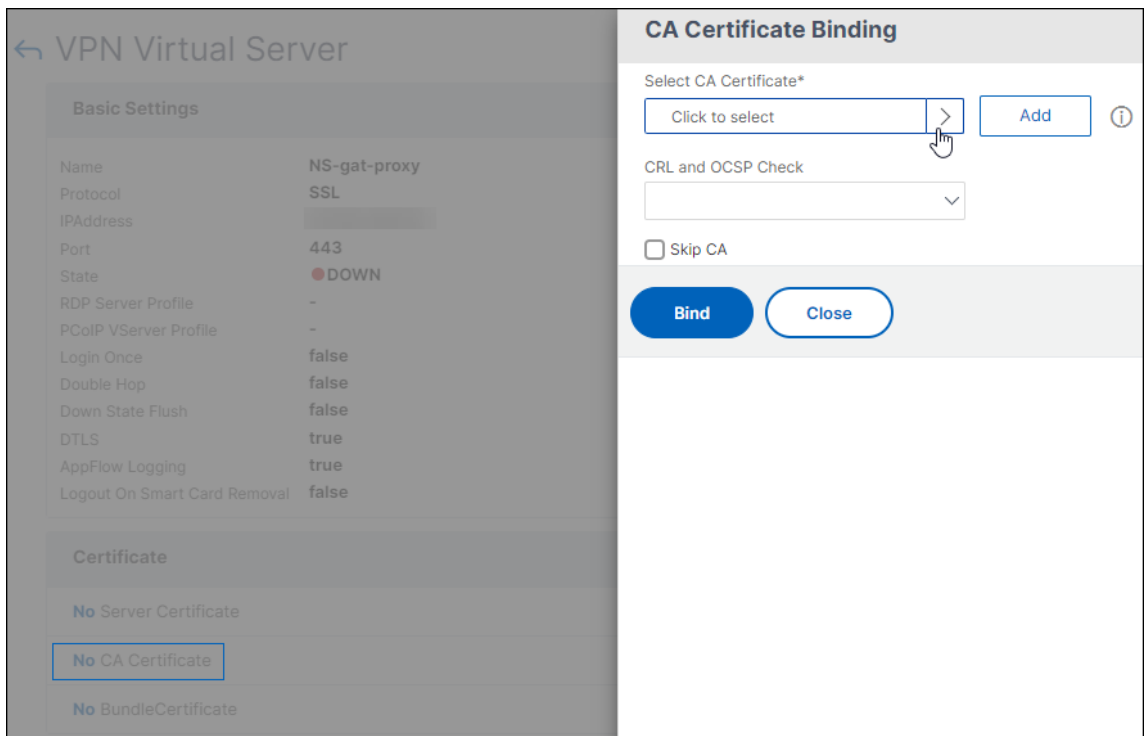 VPN Virtual Server
Basic Settings
Name NS-gat-proxy
Protocol SSL
IPAddress
Port 443
State DOWN
RDP Server Profile -
PCoIP VServer Profile -
Login Once false
Double Hop false
Down State Flush false
DTLS true
AppFlow Logging true
Logout On Smart Card Removal false
Certificate
No Server Certificate
No CA Certificate
No BundleCertificate
CA Certificate Binding
Select CA Certificate*
Click to select
Add
CRL and OCSP Check
Skip CA
Bind Close